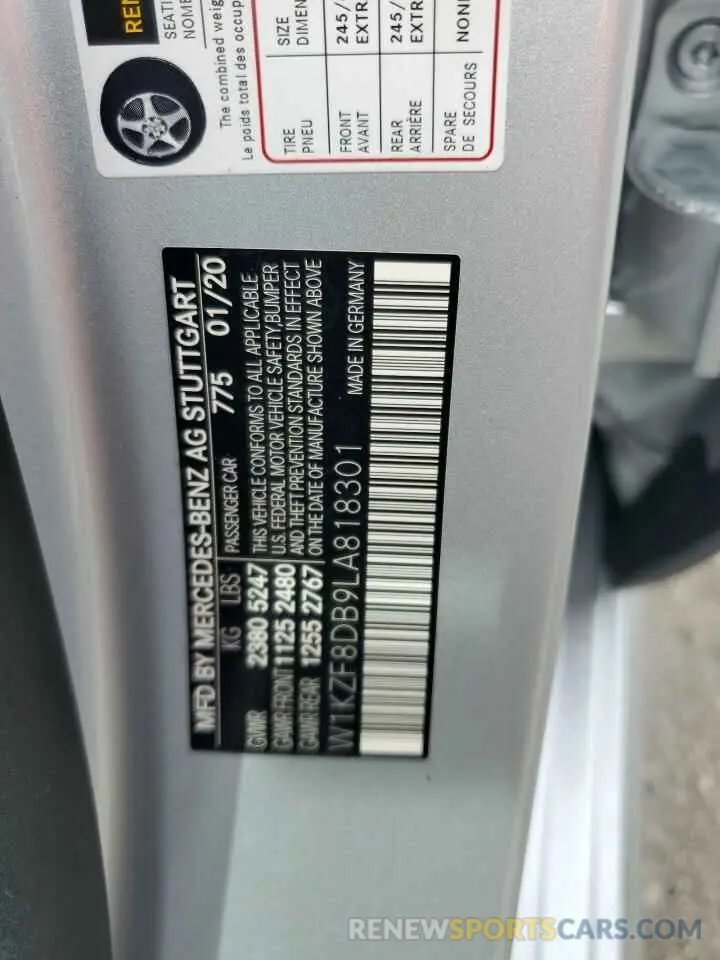 REN
SEATI
NOMB
The combined weig
Le poids total des occup
TIRE
PNEU
SIZE
DIMEN
FRONT
AVANT
245/
EXTR
REAR
ARRIÈRE
245/
EXTR
SPARE
DE SECOURS
NONE
MFD BY MERCEDES-BENZ AG STUTTGART
KG LBS PASSENGER CAR 775 01/20
GVWR 2380 5247
GAWR FRONT 1125 2480
GAWR REAR 1255 2767
THIS VEHICLE CONFORMS TO ALL APPLICABLE
U.S. FEDERAL MOTOR VEHICLE SAFETY, BUMPER
AND THEFT PREVENTION STANDARDS IN EFFECT
ON THE DATE OF MANUFACTURE SHOWN ABOVE
W1KZF8DB9LA818301 MADE IN GERMANY
RENEWSPORTSCARS.COM